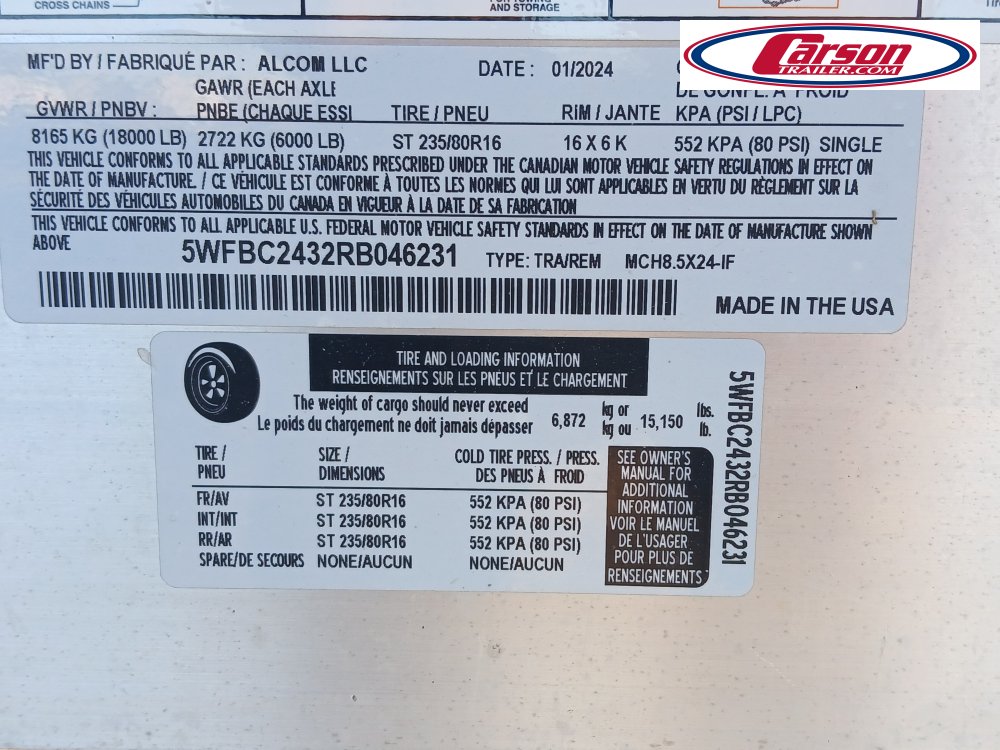 CROSS CHAINS
FOR TOWING
AND STORAGE
Carson
TRAILER.COM
MF'D BY / FABRIQUÉ PAR : ALCOM LLC
DATE : 01/2024
GAWR (EACH AXLE
DE GONFL. À FROID
GVWR / PNBV : PNBE (CHAQUE ESSI TIRE / PNEU RIM / JANTE KPA (PSI / LPC)
8165 KG (18000 LB) 2722 KG (6000 LB) ST 235/80R16 16 X 6 K 552 KPA (80 PSI) SINGLE
THIS VEHICLE CONFORMS TO ALL APPLICABLE STANDARDS PRESCRIBED UNDER THE CANADIAN MOTOR VEHICLE SAFETY REGULATIONS IN EFFECT ON
THE DATE OF MANUFACTURE. / CE VÉHICULE EST CONFORME À TOUTES LES NORMES QUI LUI SONT APPLICABLES EN VERTU DU RÉGLEMENT SUR LA
SÉCURITÉ DES VÉHICULES AUTOMOBILES DU CANADA EN VIGUEUR À LA DATE DE SA FABRICATION
THIS VEHICLE CONFORMS TO ALL APPLICABLE U.S. FEDERAL MOTOR VEHICLE SAFETY STANDARDS IN EFFECT ON THE DATE OF MANUFACTURE SHOWN
ABOVE
5WFBC2432RB046231 TYPE: TRA/REM MCH8.5X24-IF
MADE IN THE USA
TIRE AND LOADING INFORMATION
RENSEIGNEMENTS SUR LES PNEUS ET LE CHARGEMENT
The weight of cargo should never exceed
Le poids du chargement ne doit jamais dépasser
6,872
kg or
kg ou
15,150
lbs.
lb.
TIRE /
PNEU
SIZE /
DIMENSIONS
COLD TIRE PRESS. / PRESS.
DES PNEUS À FROID
FR/AV ST 235/80R16 552 KPA (80 PSI)
INT/INT ST 235/80R16 552 KPA (80 PSI)
RR/AR ST 235/80R16 552 KPA (80 PSI)
SPARE/DE SECOURS NONE/AUCUN NONE/AUCUN
SEE OWNER'S
MANUAL FOR
ADDITIONAL
INFORMATION
VOIR LE MANUEL
DE L'USAGER
POUR PLUS DE
RENSEIGNEMENTS
5WFBC2432RB046231